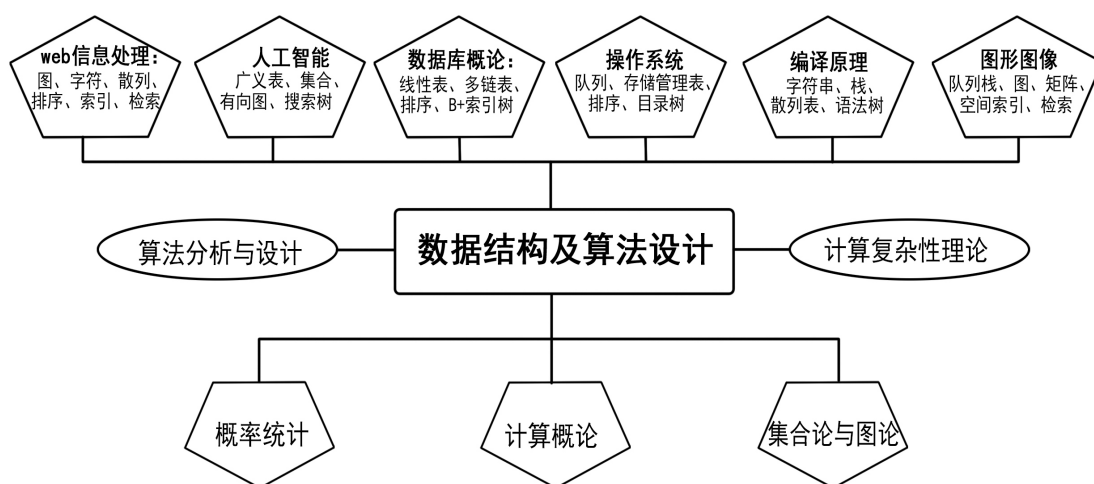 web信息处理：
图、字符、散列、
排序、索引、检索
人工智能
广义表、集合、
有向图、搜索树
数据库概论：
线性表、多链表、
排序、B+索引树
操作系统
队列、存储管理表、
排序、目录树
编译原理
字符串、栈、
散列表、语法树
图形图像
队列栈、图、矩阵、
空间索引、检索
算法分析与设计
数据结构及算法设计
计算复杂性理论
概率统计
计算概论
集合论与图论